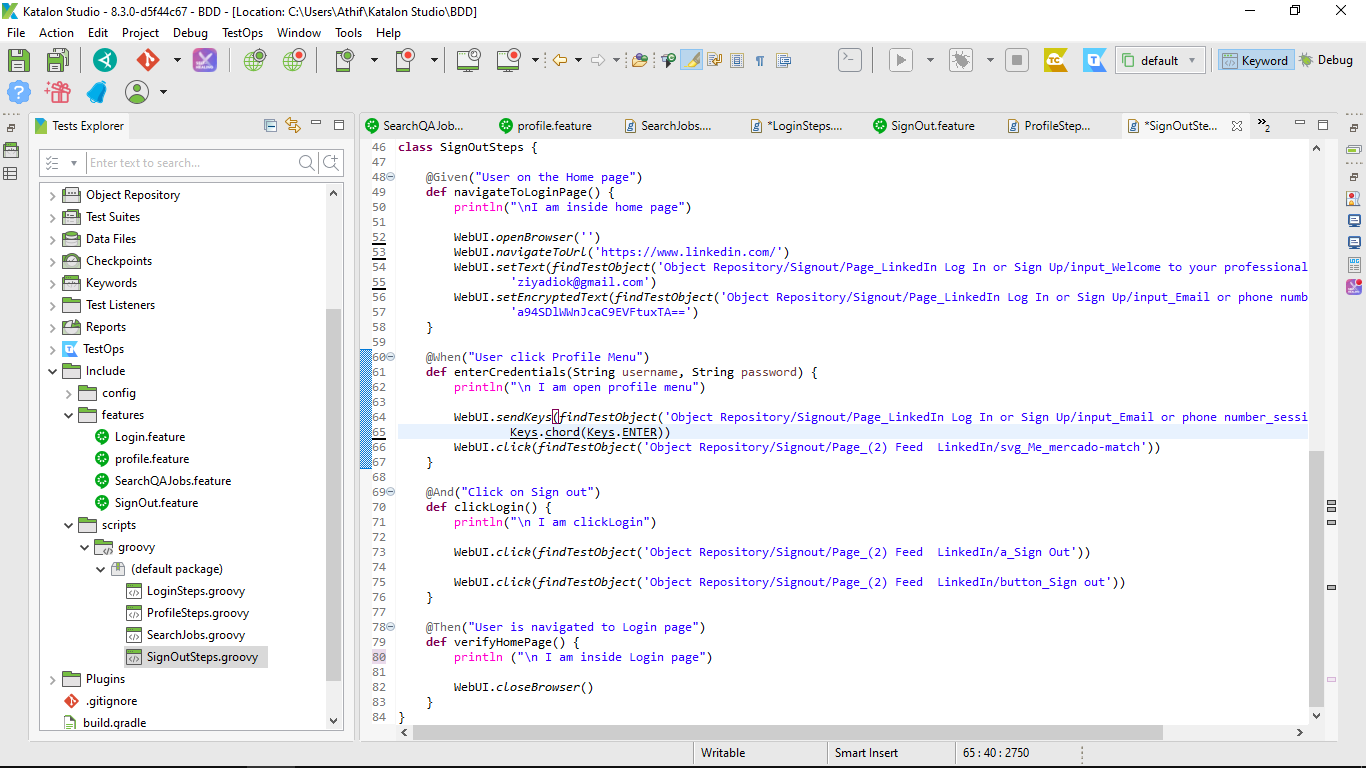 Katalon Studio - 8.3.0-d5f44c67 - BDD - [Location: C:\Users\Athif\Katalon Studio\BDD]
File Action Edit Project Debug TestOps Window Tools Help
default
Keyword
Debug
Tests Explorer
Enter text to search...
Object Repository
Test Suites
Data Files
Checkpoints
Keywords
Test Listeners
Reports
TestOps
Include
config
features
Login.feature
profile.feature
SearchQAJobs.feature
SignOut.feature
scripts
groovy
(default package)
LoginSteps.groovy
ProfileSteps.groovy
SearchJobs.groovy
SignOutSteps.groovy
Plugins
.gitignore
build.gradle
SearchQAJob... profile.feature SearchJobs.... *LoginSteps.... SignOut.feature ProfileStep... *SignOutSte... »2
46 class SignOutSteps {
47
48 @Given("User on the Home page")
49 def navigateToLoginPage() {
50 println("\nI am inside home page")
51
52 WebUI.openBrowser('')
53 WebUI.navigateToUrl('https://www.linkedin.com/')
54 WebUI.setText(findTestObject('Object Repository/Signout/Page_LinkedIn Log In or Sign Up/input_Welcome to your professional
55 'ziyadiok@gmail.com')
56 WebUI.setEncryptedText(findTestObject('Object Repository/Signout/Page_LinkedIn Log In or Sign Up/input_Email or phone numb
57 'a94SDlWWnJcaC9EVFtuxTA==')
58 }
59
60 @When("User click Profile Menu")
61 def enterCredentials(String username, String password) {
62 println("\n I am open profile menu")
63
64 WebUI.sendKeys(findTestObject('Object Repository/Signout/Page_LinkedIn Log In or Sign Up/input_Email or phone number_sessi
65 Keys.chord(Keys.ENTER))
66 WebUI.click(findTestObject('Object Repository/Signout/Page_(2) Feed  LinkedIn/svg_Me_mercado-match'))
67 }
68
69 @And("Click on Sign out")
70 def clickLogin() {
71 println("\n I am clickLogin")
72
73 WebUI.click(findTestObject('Object Repository/Signout/Page_(2) Feed  LinkedIn/a_Sign Out'))
74
75 WebUI.click(findTestObject('Object Repository/Signout/Page_(2) Feed  LinkedIn/button_Sign out'))
76 }
77
78 @Then("User is navigated to Login page")
79 def verifyHomePage() {
80 println ("\n I am inside Login page")
81
82 WebUI.closeBrowser()
83 }
84 }
Writable Smart Insert 65 : 40 : 2750